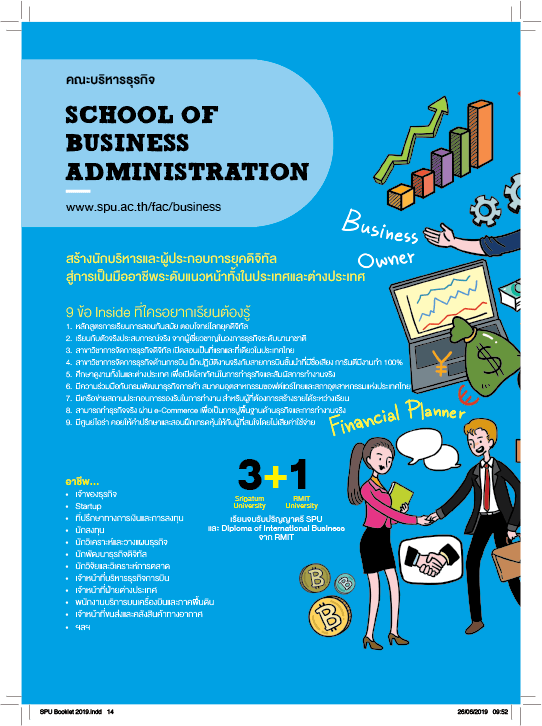 คณะบริหารธุรกิจ
SCHOOL OF
BUSINESS
ADMINISTRATION
www.spu.ac.th/fac/business
Business
Owner
สร้างนักบริหารและผู้ประกอบการยุคดิจิทัล
สู่การเป็นมืออาชีพระดับแนวหน้าทั้งในประเทศและต่างประเทศ
9 ข้อ Inside ที่ใครอยากเรียนต้องรู้
1. หลักสูตรการเรียนการสอนทันสมัย ตอบโจทย์โลกยุคดิจิทัล
2. เรียนกับตัวจริงประสบการณ์จริง จากผู้เชี่ยวชาญในวงการธุรกิจระดับนานาชาติ
3. สาขาวิชาการจัดการธุรกิจดิจิทัล เปิดสอนเป็นที่แรกและที่เดียวในประเทศไทย
4. สาขาวิชาการจัดการธุรกิจด้านการบิน ฝึกปฏิบัติงานจริงกับสายการบินชั้นนำที่มีชื่อเสียง การันตีมีงานทำ 100%
5. ศึกษาดูงานทั้งในและต่างประเทศ เพื่อเปิดโลกทัศน์ในการทำธุรกิจและสัมผัสการทำงานจริง
6. มีความร่วมมือกับกรมพัฒนาธุรกิจการค้า สมาคมอุตสาหกรรมซอฟต์แวร์ไทยและสภาอุตสาหกรรมแห่งประเทศไทย
7. มีเครือข่ายสถานประกอบการรองรับในการทำงาน สำหรับผู้ที่ต้องการสร้างรายได้ระหว่างเรียน
8. สามารถทำธุรกิจจริง ผ่าน e-Commerce เพื่อเป็นการปูพื้นฐานด้านธุรกิจและการทำงานจริง
9. มีศูนย์ไอร่า คอยให้คำปรึกษาและสอนฝึกเทรดหุ้นให้กับผู้ที่สนใจโดยไม่เสียค่าใช้จ่าย
Financial Planner
3+1
Sripatum RMIT
University University
เรียนจบรับปริญญาตรี SPU
และ Diploma of International Business
จาก RMIT
อาชีพ...
• เจ้าของธุรกิจ
• Startup
• ที่ปรึกษาทางการเงินและการลงทุน
• นักลงทุน
• นักวิเคราะห์และวางแผนธุรกิจ
• นักพัฒนาธุรกิจดิจิทัล
• นักวิจัยและวิเคราะห์การตลาด
• เจ้าหน้าที่บริหารธุรกิจการบิน
• เจ้าหน้าที่ฝ่ายต่างประเทศ
• พนักงานบริการบนเครื่องบินและภาคพื้นดิน
• เจ้าหน้าที่ขนส่งและคลังสินค้าทางอากาศ
• ฯลฯ
SPU Booklet 2019.indd 14 26/06/2019 09:52